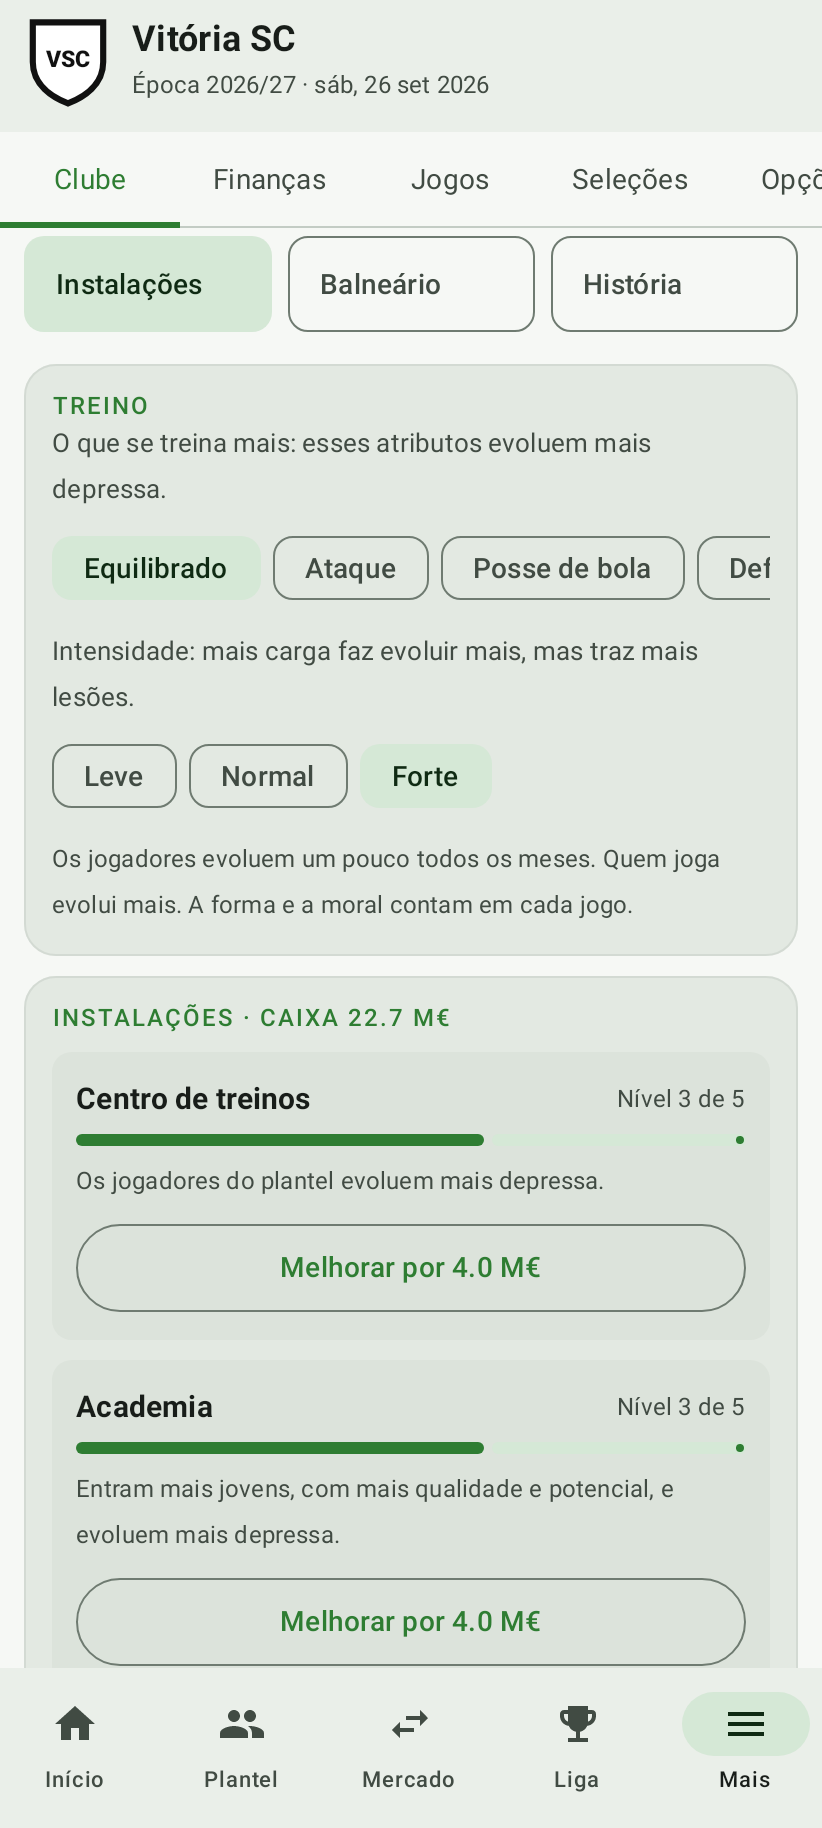 VSC
Vitória SC
Época 2026/27 · sáb, 26 set 2026
Clube Finanças Jogos Seleções Opçõ
Instalações Balneário História
TREINO
O que se treina mais: esses atributos evoluem mais
depressa.
Equilibrado Ataque Posse de bola Def
Intensidade: mais carga faz evoluir mais, mas traz mais
lesões.
Leve Normal Forte
Os jogadores evoluem um pouco todos os meses. Quem joga
evolui mais. A forma e a moral contam em cada jogo.
INSTALAÇÕES · CAIXA 22.7 M€
Centro de treinos Nível 3 de 5
Os jogadores do plantel evoluem mais depressa.
Melhorar por 4.0 M€
Academia Nível 3 de 5
Entram mais jovens, com mais qualidade e potencial, e
evoluem mais depressa.
Melhorar por 4.0 M€
Início Plantel Mercado Liga Mais